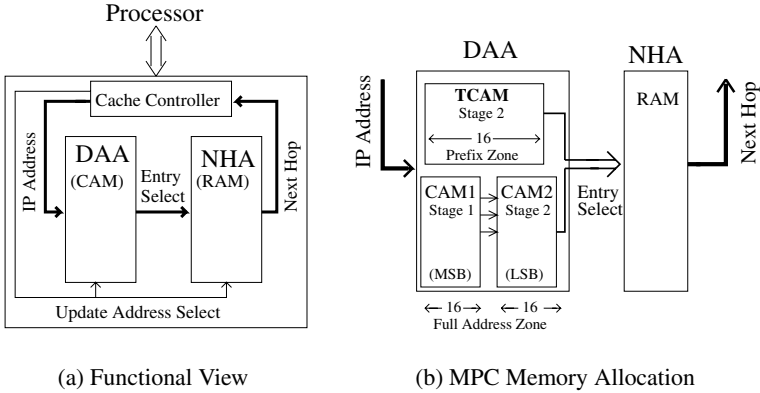 Processor
Cache Controller
IP Address
DAA
(CAM)
Entry
Select
NHA
(RAM)
Next Hop
Update Address Select
(a) Functional View
DAA
NHA
IP Address
TCAM
Stage 2
16
Prefix Zone
CAM1
Stage 1
(MSB)
CAM2
Stage 2
(LSB)
Entry
Select
RAM
Next Hop
16
16
Full Address Zone
(b) MPC Memory Allocation